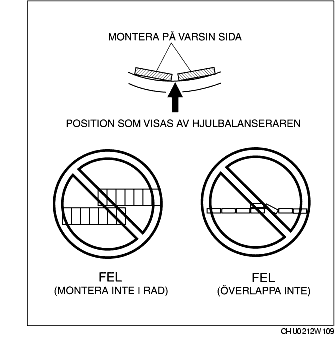 MONTERA PÅ VARSIN SIDA
POSITION SOM VISAS AV HJULBALANSERAREN
FEL
(MONTERA INTE I RAD)
FEL
(ÖVERLAPPA INTE)
CHU0212W109